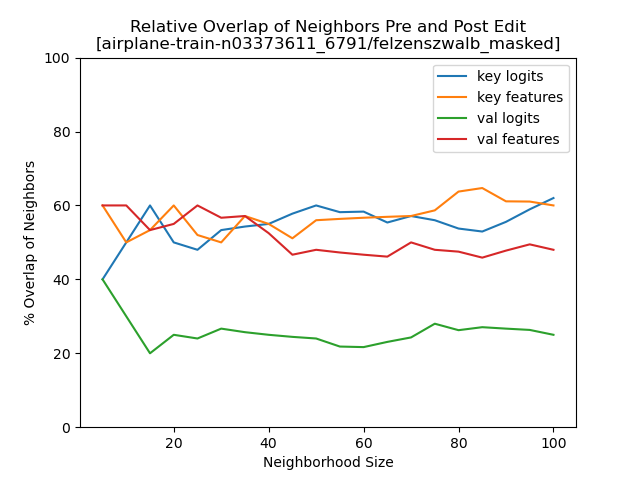 Relative Overlap of Neighbors Pre and Post Edit
[airplane-train-n03373611_6791/felzenszwalb_masked]
100
80
60
40
20
0
% Overlap of Neighbors
key logits
key features
val logits
val features
20 40 60 80 100
Neighborhood Size